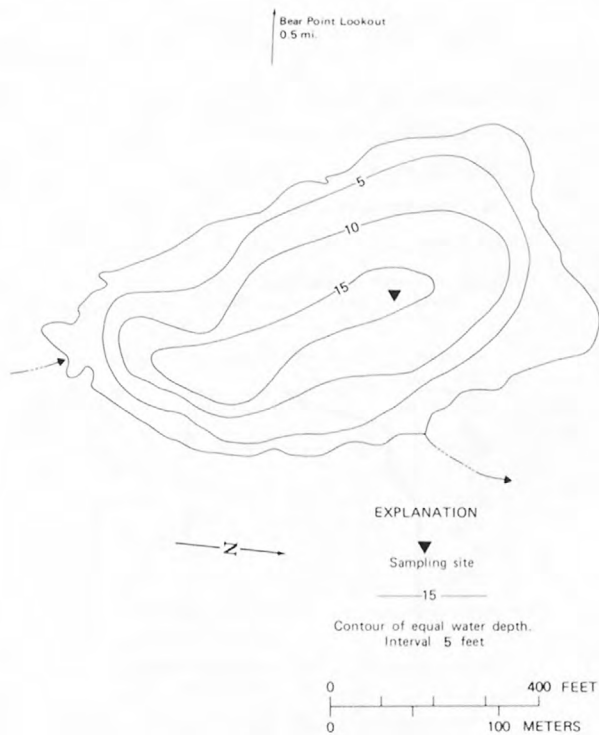 Bear Point Lookout
0.5 mi.
5
10
15
N
EXPLANATION
Sampling site
15
Contour of equal water depth.
Interval 5 feet
0 400 FEET
0 100 METERS